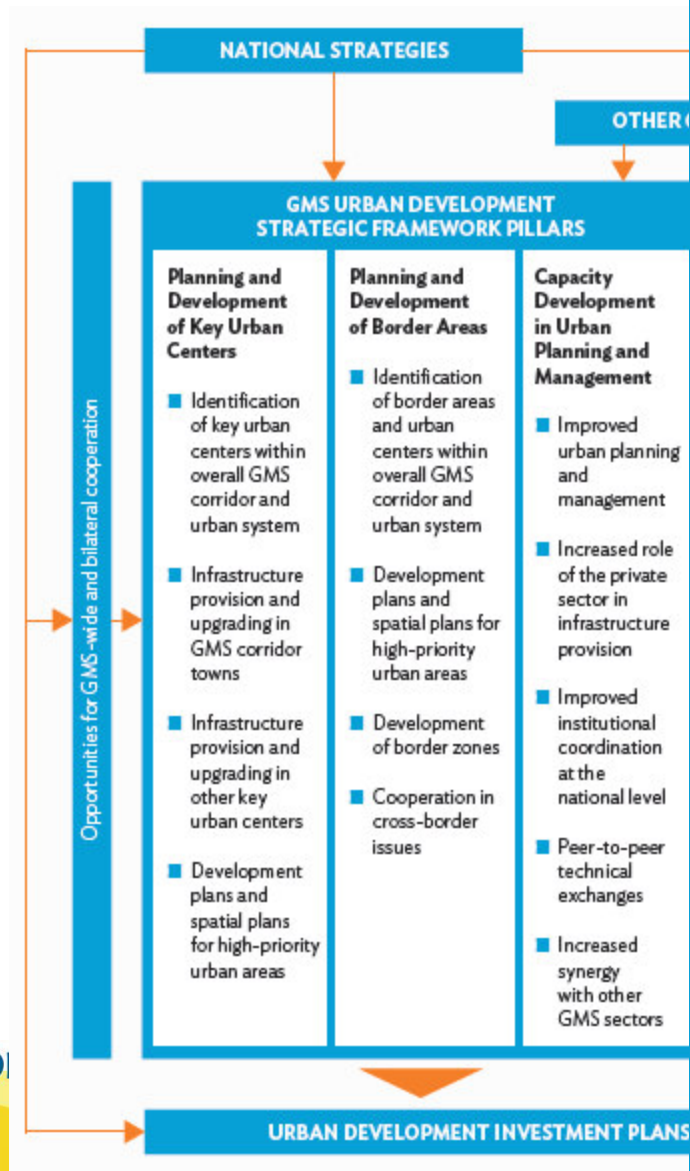 NATIONAL STRATEGIES
OTHER
GMS URBAN DEVELOPMENT
STRATEGIC FRAMEWORK PILLARS
Opportunities for GMS-wide and bilateral cooperation
Planning and
Development
of Key Urban
Centers
■ Identification
of key urban
centers within
overall GMS
corridor and
urban system
■ Infrastructure
provision and
upgrading in
GMS corridor
towns
■ Infrastructure
provision and
upgrading in
other key
urban centers
■ Development
plans and
spatial plans
for high-priority
urban areas
Planning and
Development
of Border Areas
■ Identification
of border areas
and urban
centers within
overall GMS
corridor and
urban system
■ Development
plans and
spatial plans for
high-priority
urban areas
■ Development
of border zones
■ Cooperation in
cross-border
issues
Capacity
Development
in Urban
Planning and
Management
■ Improved
urban planning
and
management
■ Increased role
of the private
sector in
infrastructure
provision
■ Improved
institutional
coordination
at the
national level
■ Peer-to-peer
technical
exchanges
■ Increased
synergy
with other
GMS sectors
URBAN DEVELOPMENT INVESTMENT PLANS